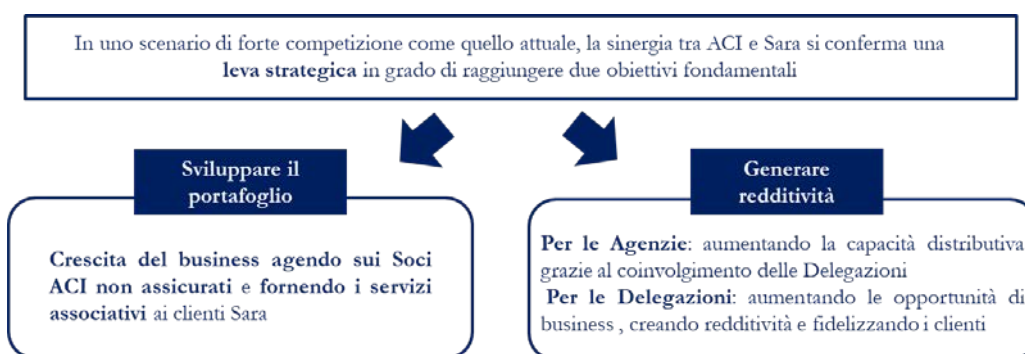 In uno scenario di forte competizione come quello attuale, la sinergia tra ACI e Sara si conferma una
leva strategica in grado di raggiungere due obiettivi fondamentali
Sviluppare il
portafoglio
Crescita del business agendo sui Soci
ACI non assicurati e fornendo i servizi
associativi ai clienti Sara
Generare
redditività
Per le Agenzie: aumentando la capacità distributiva
grazie al coinvolgimento delle Delegazioni
Per le Delegazioni: aumentando le opportunità di
business , creando redditività e fidelizzando i clienti